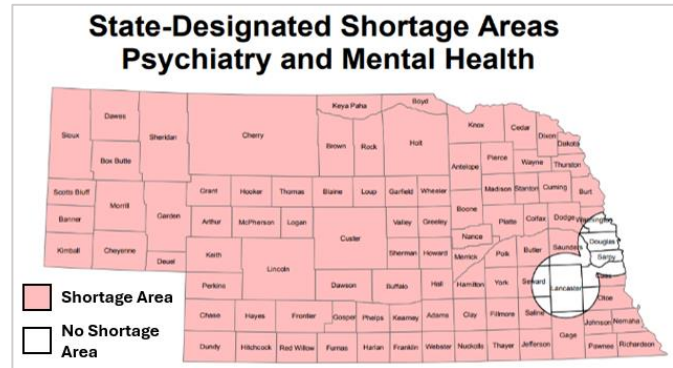 State-Designated Shortage Areas
Psychiatry and Mental Health
Keya Paha
Boyd
Dawes
Sioux
Sheridan
Cherry
Knox
Cedar
Dixon
Dakota
Brown
Rock
Holt
Box Butte
Antelope
Pierce
Wayne
Thurston
Scotts Bluff
Grant
Hooker
Thomas
Blaine
Loup
Garfield
Wheeler
Madison
Stanton
Cuming
Burt
Morrill
Garden
Boone
Banner
Arthur
McPherson
Logan
Valley
Greeley
Platte
Colfax
Dodge
Washington
Custer
Nance
Douglas
Kimball
Cheyenne
Keith
Sherman
Howard
Merrick
Polk
Butler
Saunders
Sarpy
Deuel
Lincoln
Cass
Perkins
Dawson
Buffalo
Hall
Hamilton
York
Seward
Lancaster
Otoe
Shortage Area
Chase
Hayes
Frontier
Gosper
Phelps
Kearney
Adams
Clay
Fillmore
Saline
Johnson
Nemaha
Gage
No Shortage
Area
Dundy
Hitchcock
Red Willow
Furnas
Harlan
Franklin
Webster
Nuckolls
Thayer
Jefferson
Pawnee
Richardson